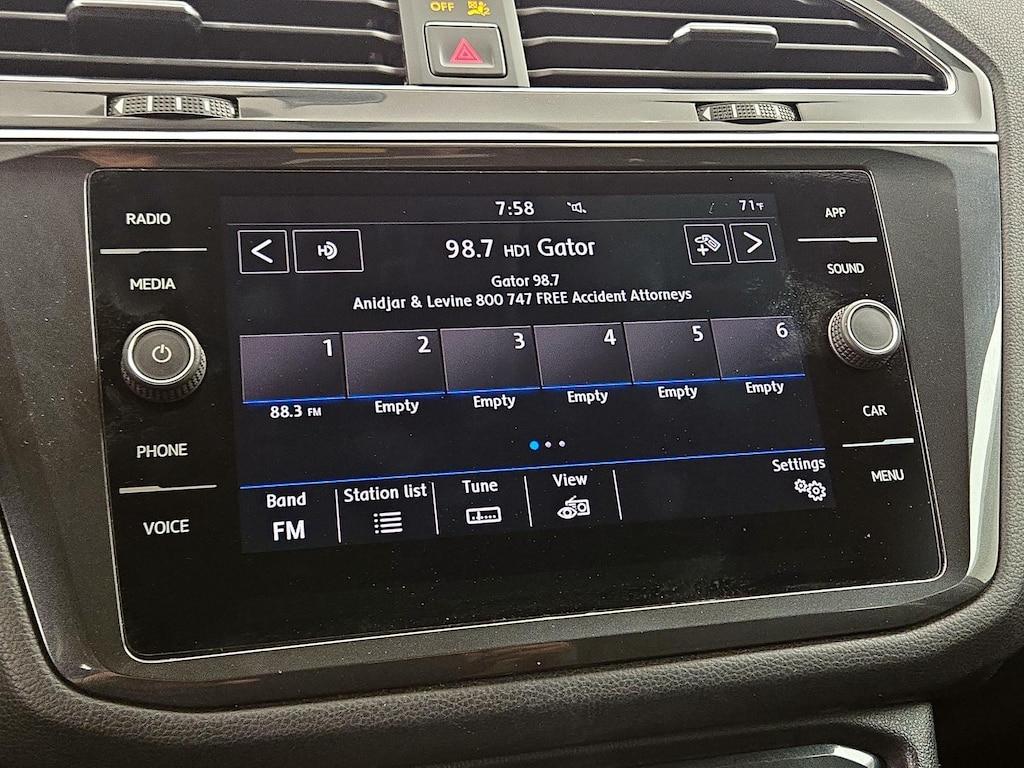 OFF
7:58
71°F
RADIO
MEDIA
PHONE
VOICE
HD
98.7 HD1 Gator
Gator 98.7
Anidjar & Levine 800 747 FREE Accident Attorneys
1 2 3 4 5 6
88.3 FM Empty Empty Empty Empty Empty
Band Station list Tune View Settings
FM
APP
SOUND
CAR
MENU